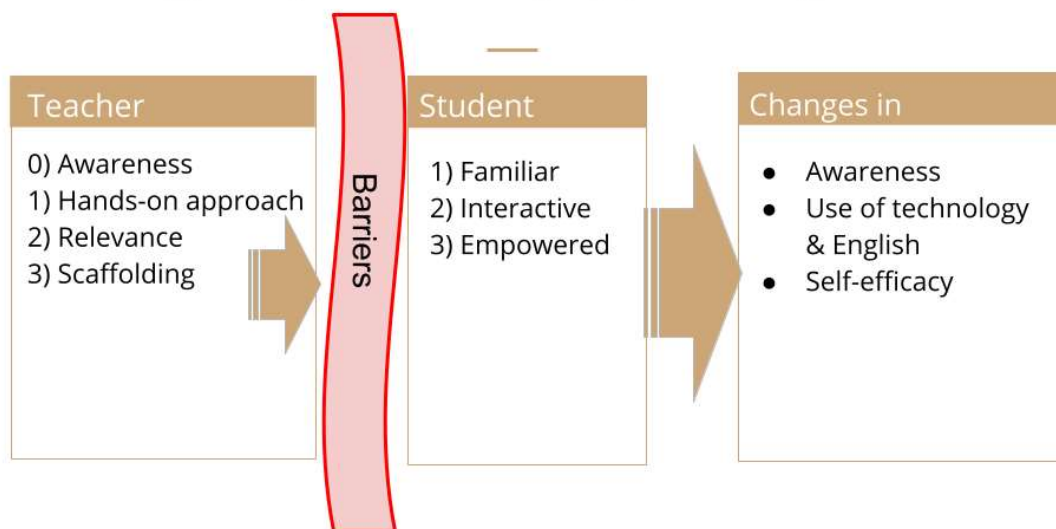 Teacher
0) Awareness
1) Hands-on approach
2) Relevance
3) Scaffolding
Barriers
Student
1) Familiar
2) Interactive
3) Empowered
Changes in
● Awareness
● Use of technology
& English
● Self-efficacy